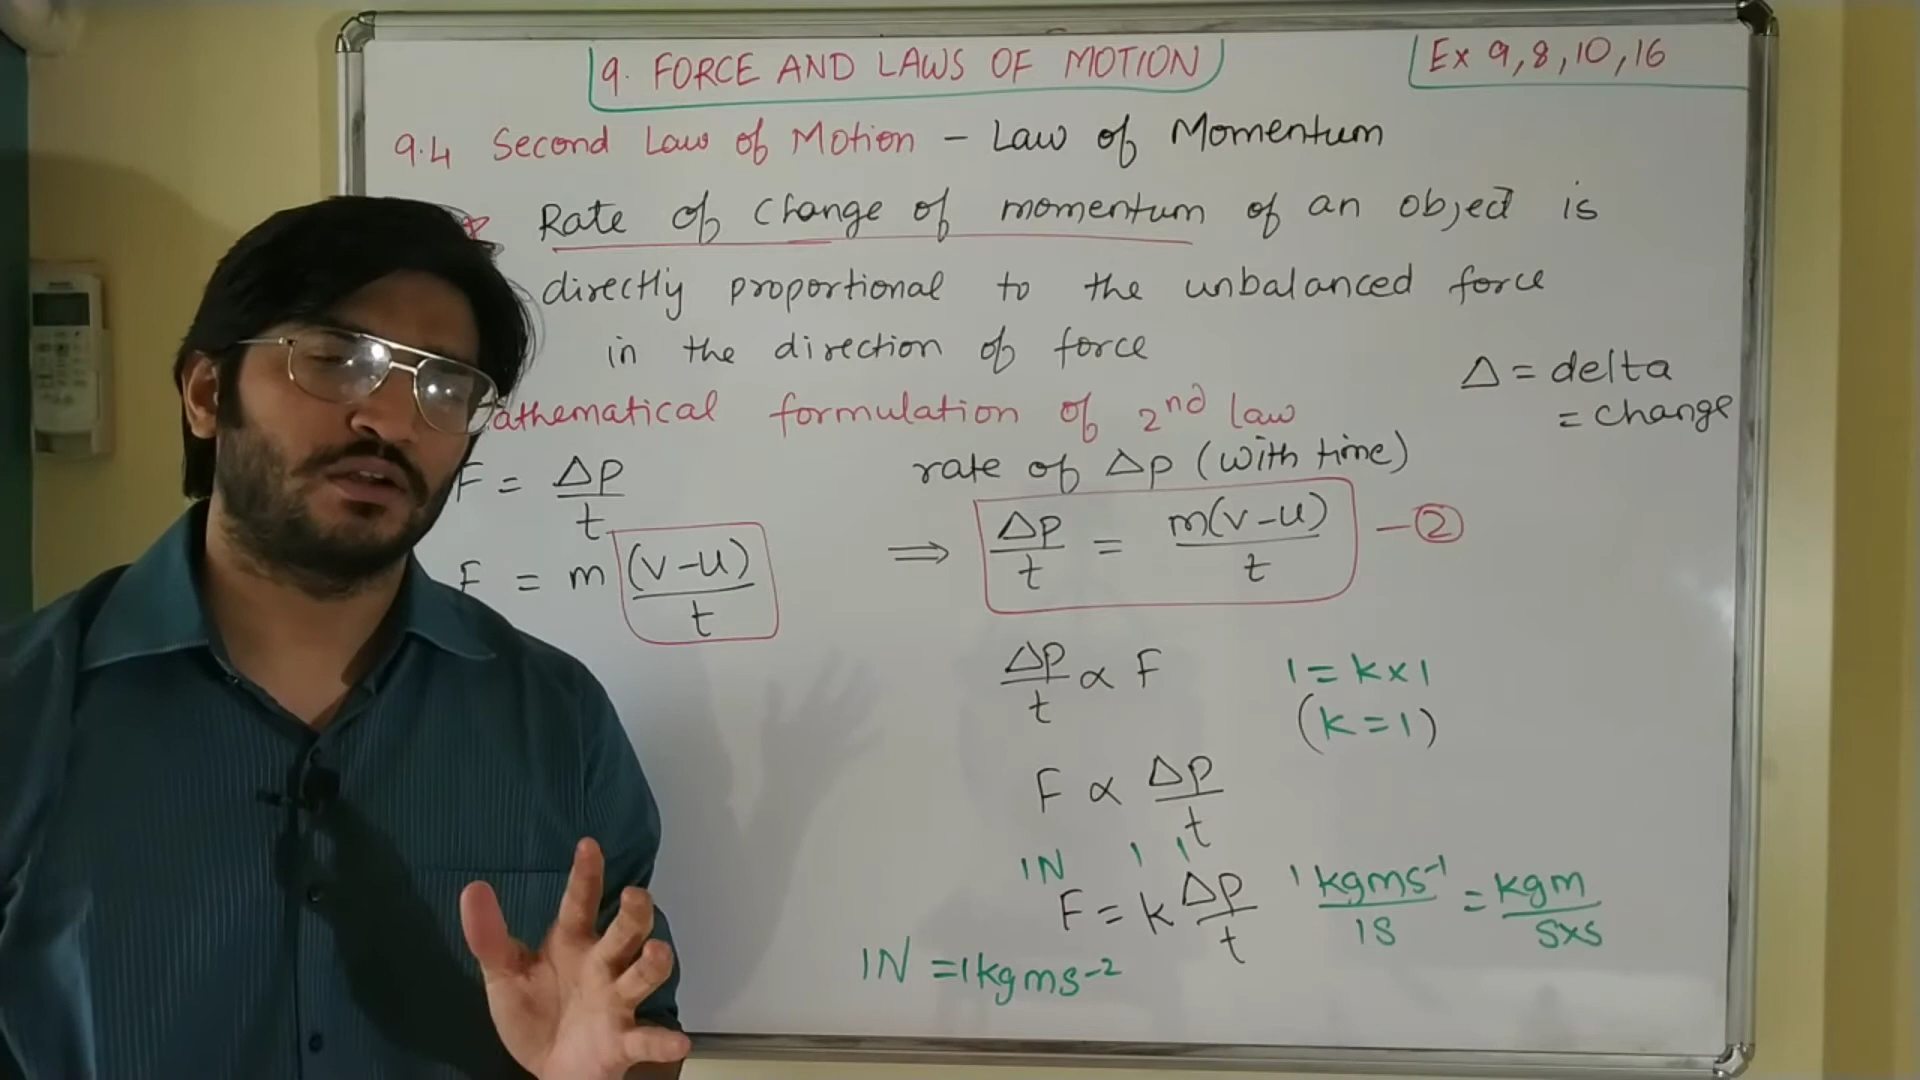 9. FORCE AND LAWS OF MOTION
Ex 9,8,10,16
9.4 Second Law of Motion – Law of Momentum
Rate of change of momentum of an object is
directly proportional to the unbalanced force
in the direction of force
Δ = delta
= change
athematical formulation of 2nd law
F = Δp/t
F = m (v-u)/t
rate of Δp (with time)
⇒ Δp/t = m(v-u)/t –②
Δp/t ∝ F
1 = k×1
(k=1)
F ∝ Δp/t
1N 1 1
F = k Δp/t
1 kgms⁻¹/1s = kgm/s×s
1N = 1kgms⁻²